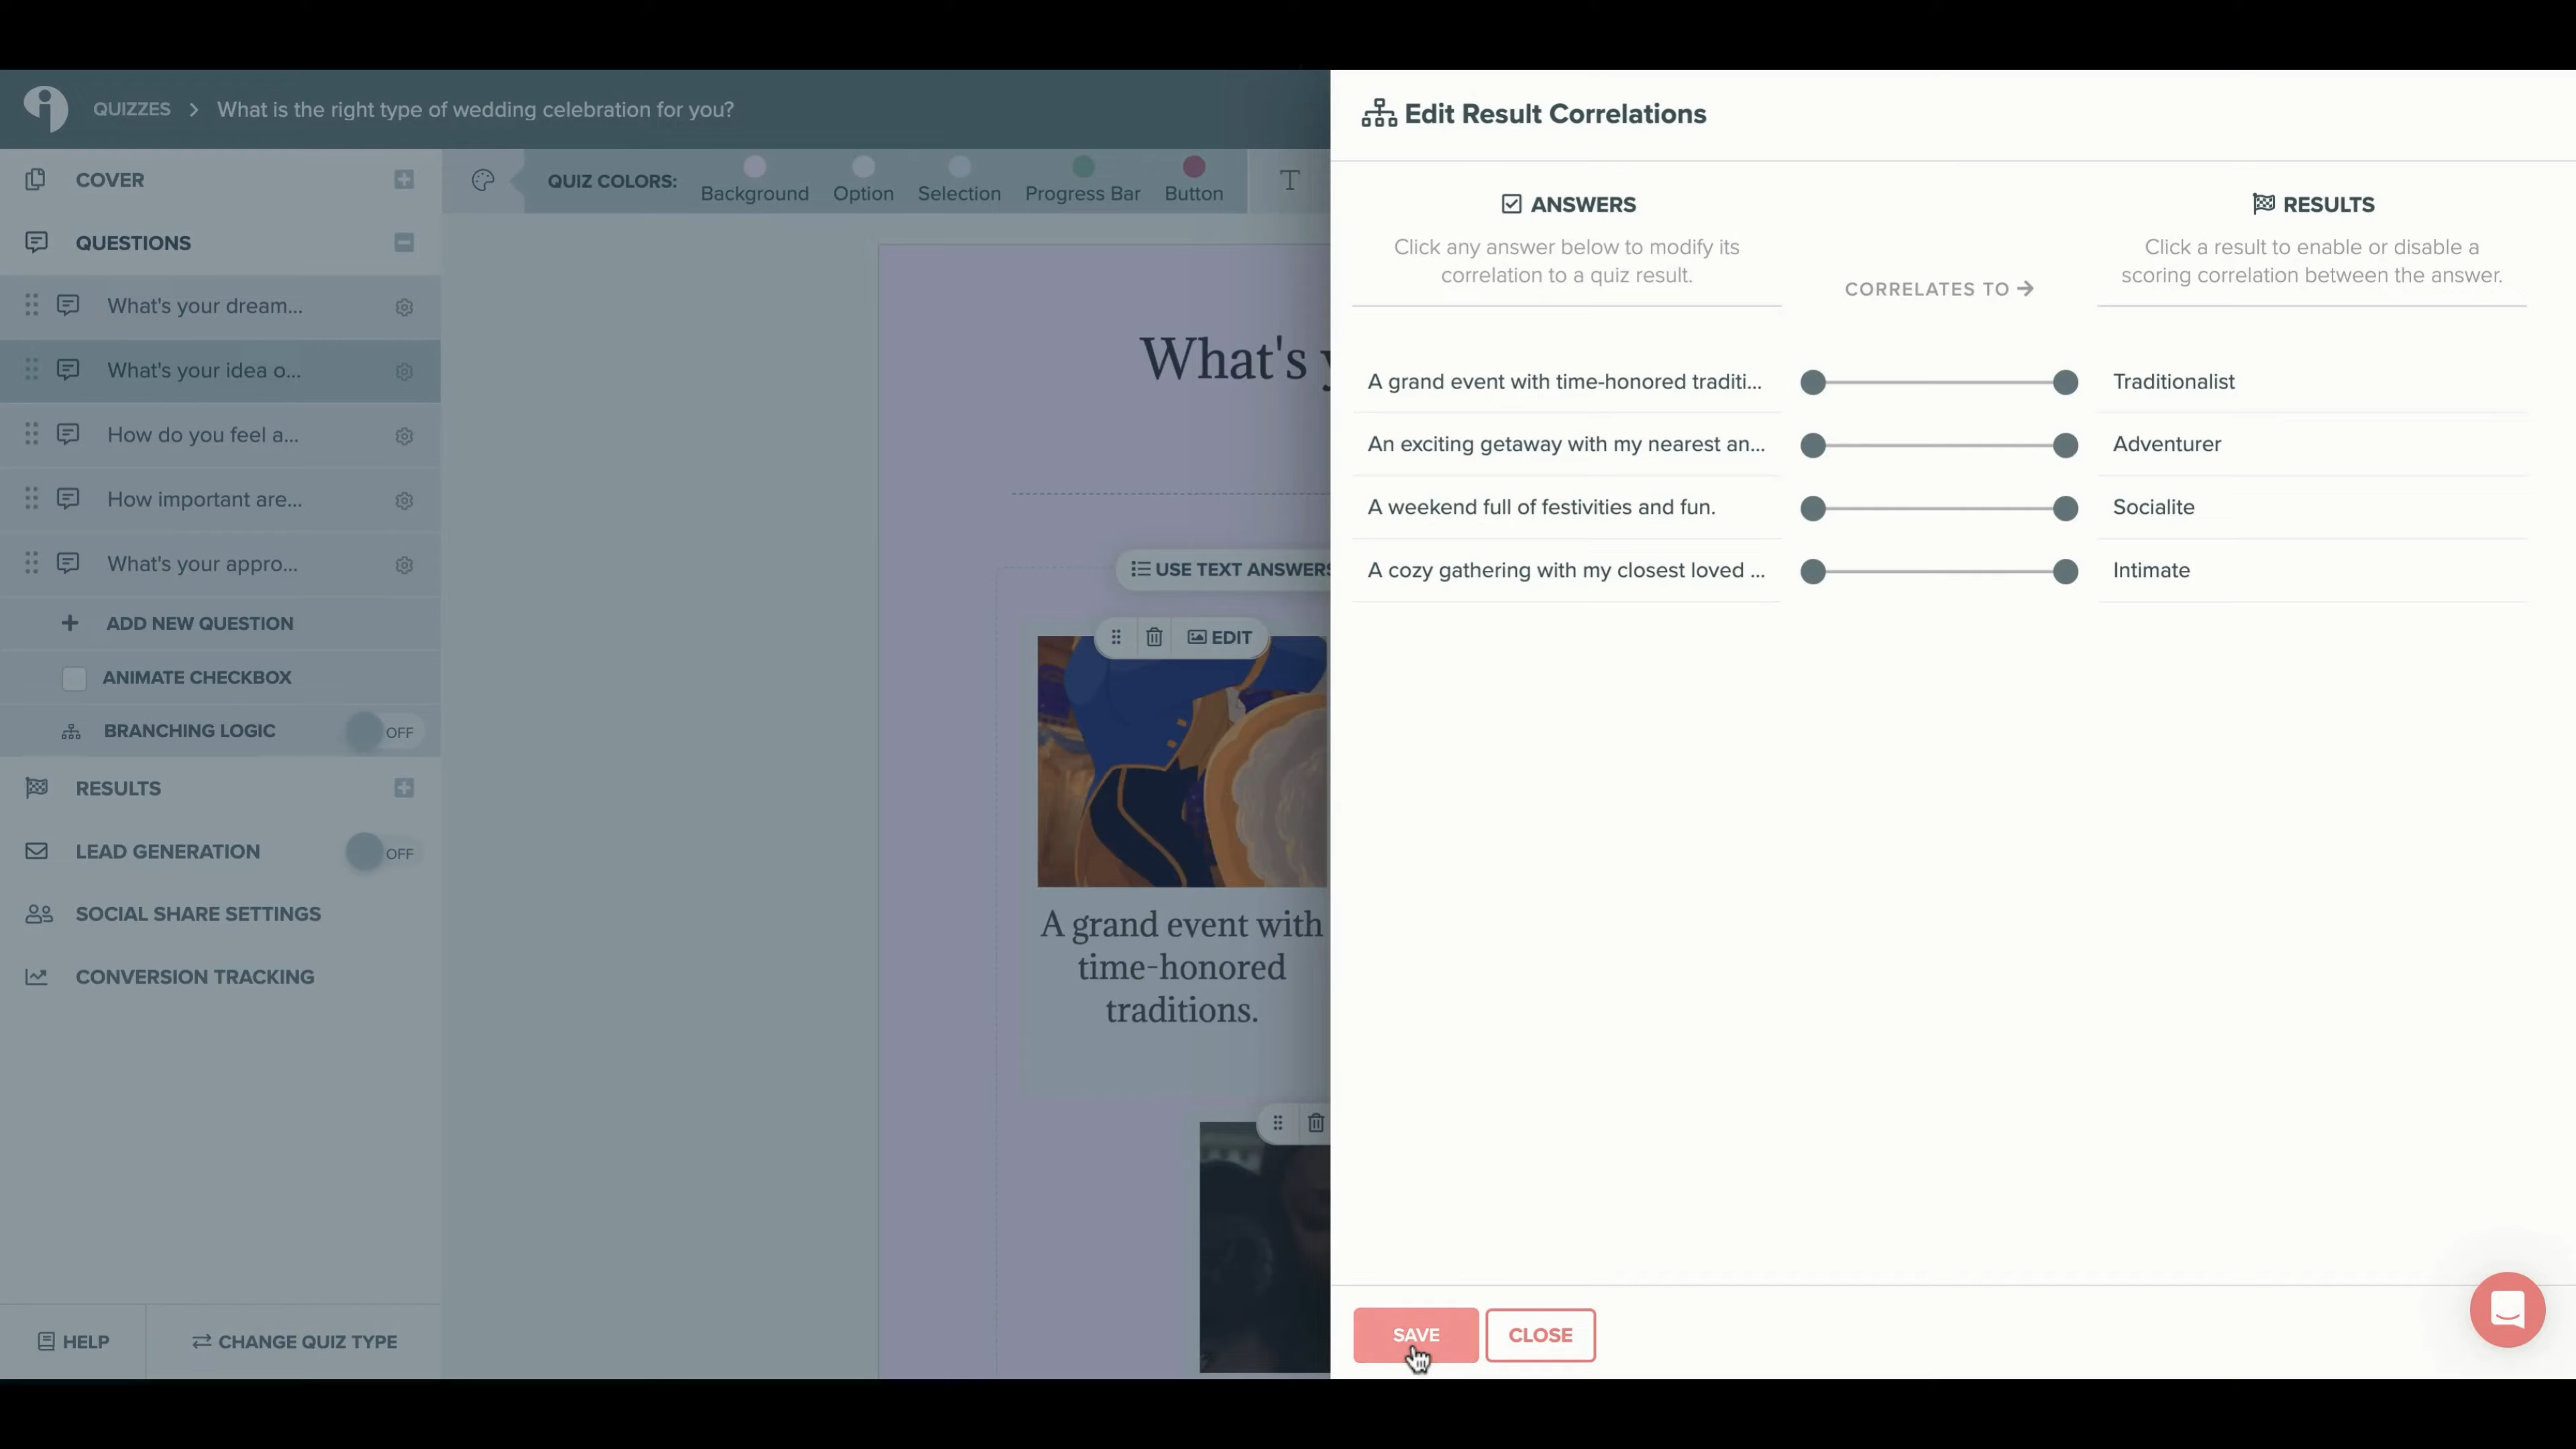 QUIZZES > What is the right type of wedding celebration for you?
COVER
QUESTIONS
What's your dream...
What's your idea o...
How do you feel a...
How important are...
What's your appro...
ADD NEW QUESTION
ANIMATE CHECKBOX
BRANCHING LOGIC OFF
RESULTS
LEAD GENERATION OFF
SOCIAL SHARE SETTINGS
CONVERSION TRACKING
HELP
CHANGE QUIZ TYPE
QUIZ COLORS:
Background
Option
Selection
Progress Bar
Button
What's
USE TEXT ANSWERS
EDIT
A grand event with
time-honored
traditions.
Edit Result Correlations
ANSWERS
Click any answer below to modify its
correlation to a quiz result.
CORRELATES TO →
RESULTS
Click a result to enable or disable a
scoring correlation between the answer.
A grand event with time-honored traditi...
Traditionalist
An exciting getaway with my nearest an...
Adventurer
A weekend full of festivities and fun.
Socialite
A cozy gathering with my closest loved ...
Intimate
SAVE
CLOSE